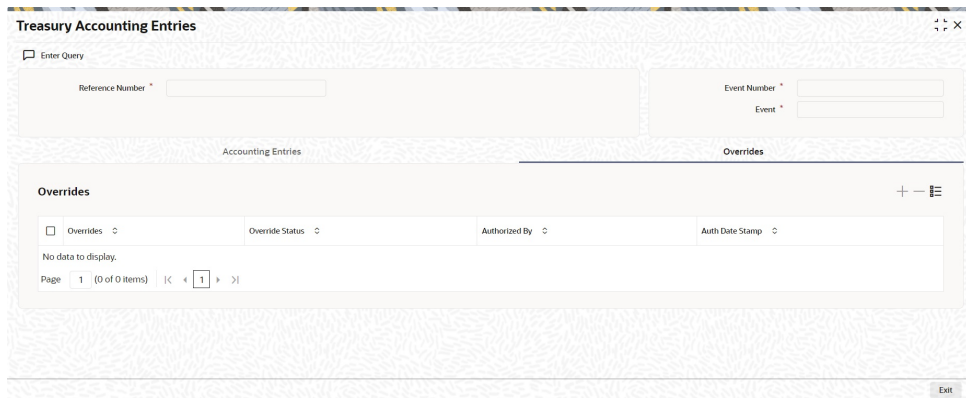 Treasury Accounting Entries
Enter Query
Reference Number *
Event Number *
Event *
Accounting Entries
Overrides
Overrides
Overrides Override Status Authorized By Auth Date Stamp
No data to display.
Page 1 (0 of 0 items) 1
Exit